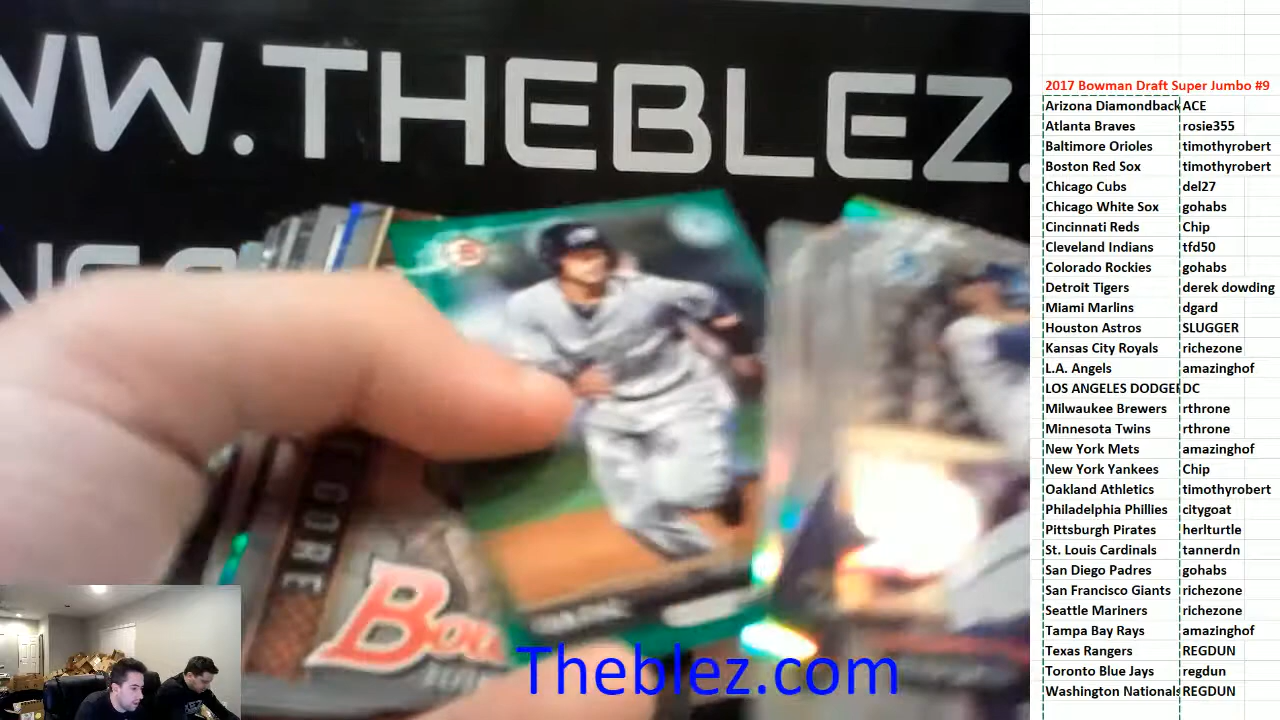 WW.THEBLEZ.
CORE
Bow
Theblez.com
2017 Bowman Draft Super Jumbo #9
Arizona Diamondback ACE
Atlanta Braves rosie355
Baltimore Orioles timothyrobert
Boston Red Sox timothyrobert
Chicago Cubs del27
Chicago White Sox gohabs
Cincinnati Reds Chip
Cleveland Indians tfd50
Colorado Rockies gohabs
Detroit Tigers derek dowding
Miami Marlins dgard
Houston Astros SLUGGER
Kansas City Royals richezone
L.A. Angels amazinghof
LOS ANGELES DODGE DC
Milwaukee Brewers rthrone
Minnesota Twins rthrone
New York Mets amazinghof
New York Yankees Chip
Oakland Athletics timothyrobert
Philadelphia Phillies citygoat
Pittsburgh Pirates herlturtle
St. Louis Cardinals tannerdn
San Diego Padres gohabs
San Francisco Giants richezone
Seattle Mariners richezone
Tampa Bay Rays amazinghof
Texas Rangers REGDUN
Toronto Blue Jays regdun
Washington Nationals REGDUN